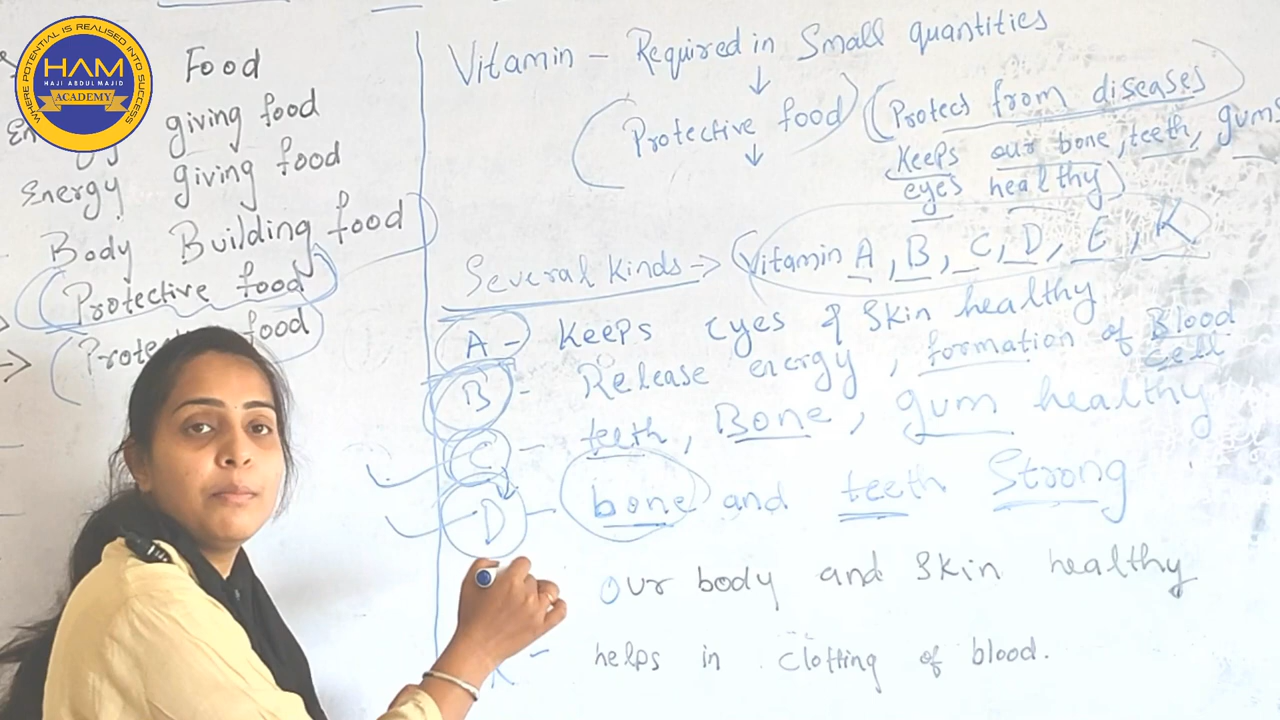 WHERE POTENTIAL IS REALISED INTO SUCCESS
HAM
HAJI ABDUL MAJID
ACADEMY
Food
giving food
Energy giving food
Body Building food
Protective food
food
Vitamin – Required in Small quantities
↓
(Protective food) (Protects from diseases
↓
Keeps our bone, teeth, gums
eyes healthy)
Several Kinds → (Vitamin A, B, C, D, E, K
A – Keeps eyes & Skin healthy
B – Release energy, formation of Blood
Cell
C – teeth, Bone, gum healthy
D – bone and teeth Strong
Our body and Skin healthy
K – helps in clotting of blood.